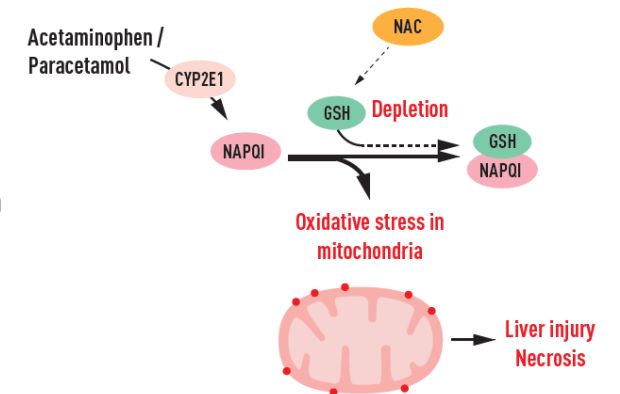 NAC
Acetaminophen /
Paracetamol
CYP2E1
GSH
Depletion
NAPQI
GSH
NAPQI
Oxidative stress in
mitochondria
Liver injury
Necrosis